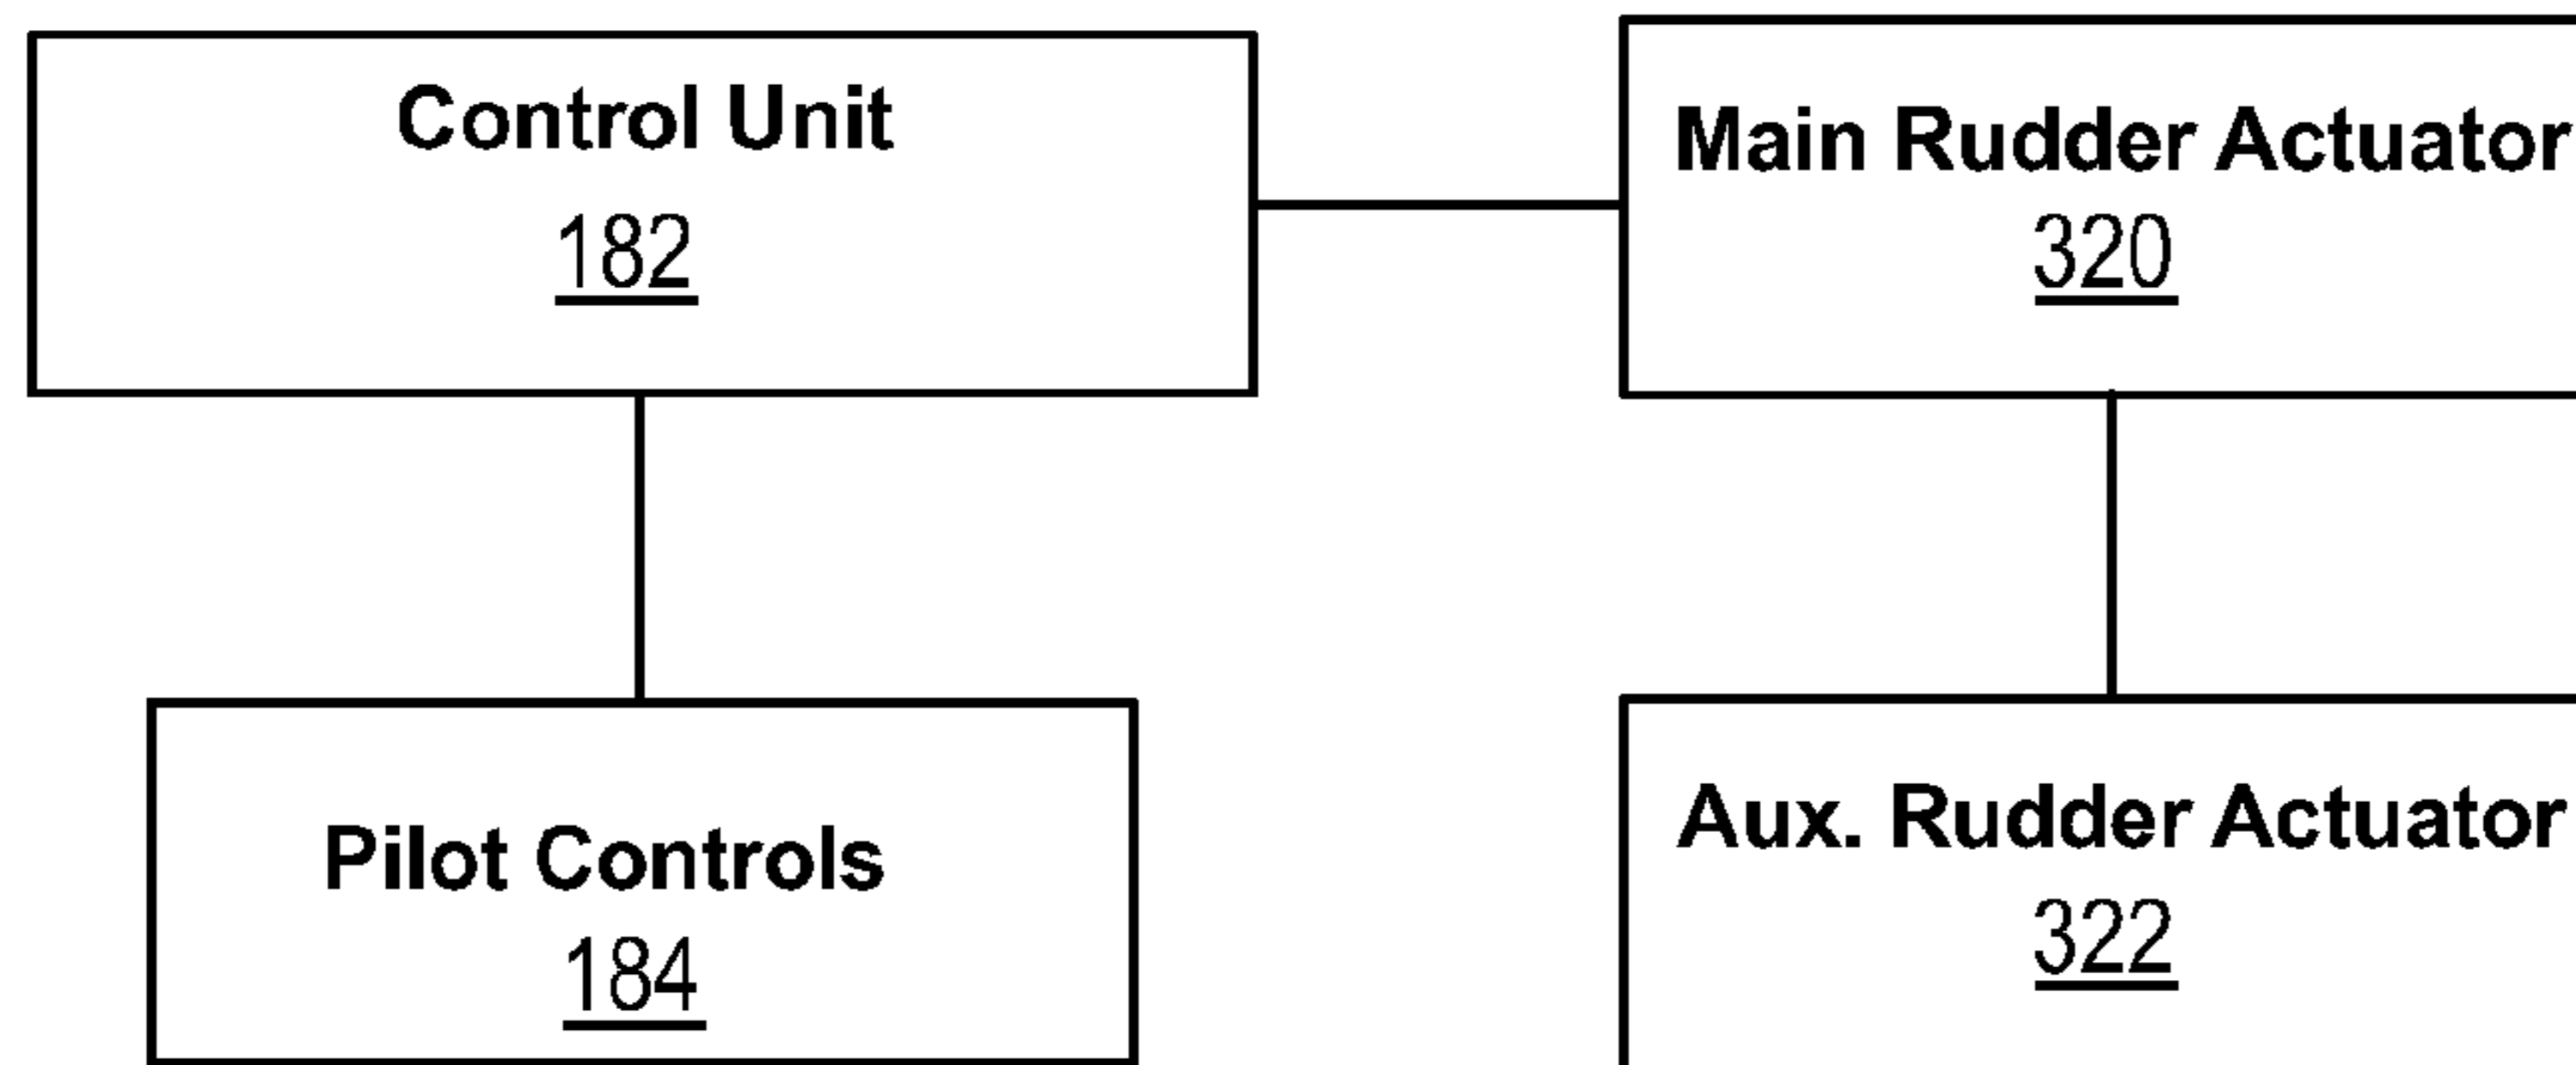 Control Unit
182
Main Rudder Actuator
320
Pilot Controls
184
Aux. Rudder Actuator
322